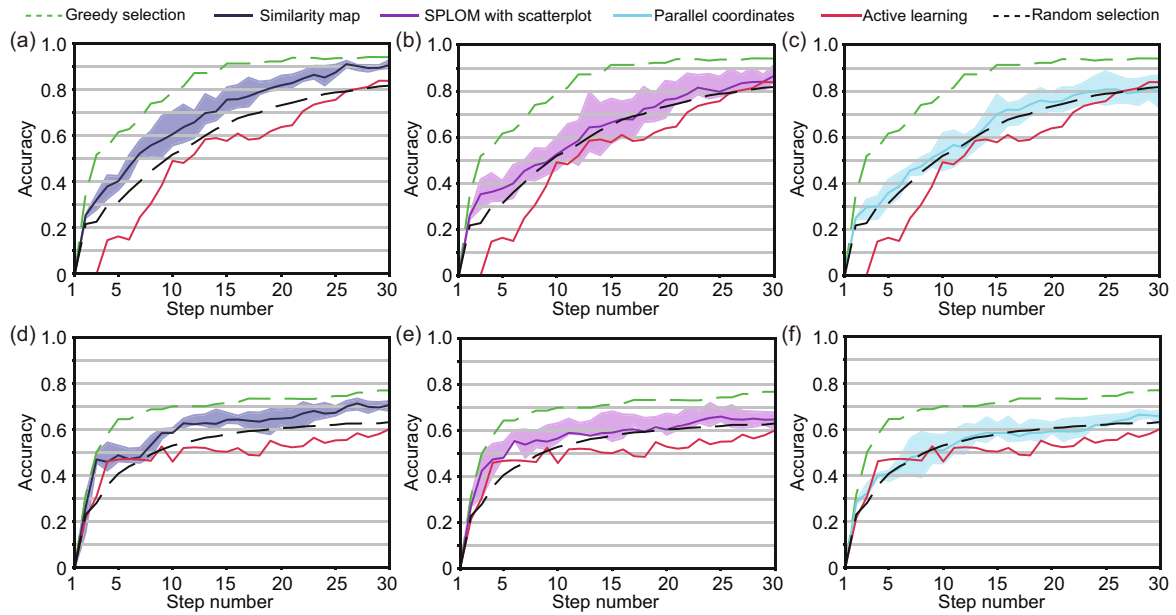 Greedy selection Similarity map SPLOM with scatterplot Parallel coordinates Active learning Random selection
(a) (b) (c)
1.0 1.0 1.0
0.8 0.8 0.8
0.6 0.6 0.6
0.4 0.4 0.4
0.2 0.2 0.2
0 0 0
Accuracy Accuracy Accuracy
1 5 10 15 20 25 30 1 5 10 15 20 25 30 1 5 10 15 20 25 30
Step number Step number Step number
(d) (e) (f)
1.0 1.0 1.0
0.8 0.8 0.8
0.6 0.6 0.6
0.4 0.4 0.4
0.2 0.2 0.2
0 0 0
Accuracy Accuracy Accuracy
1 5 10 15 20 25 30 1 5 10 15 20 25 30 1 5 10 15 20 25 30
Step number Step number Step number